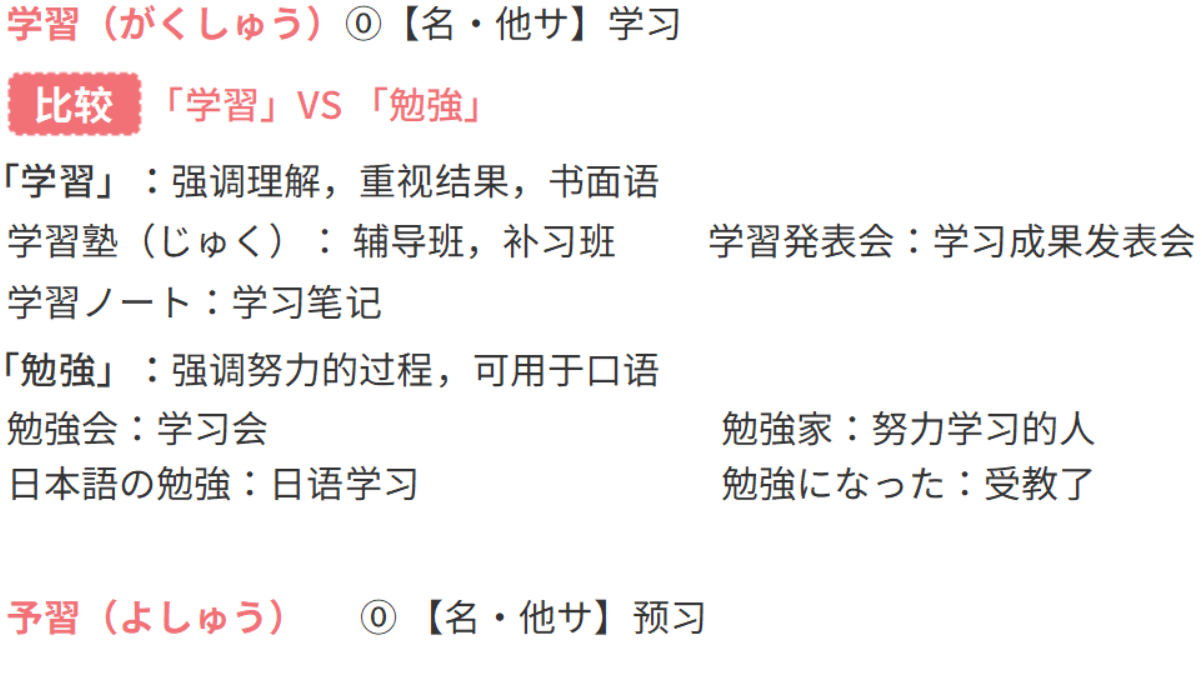 学習（がくしゅう）⓪【名・他サ】学习
比较 「学習」VS 「勉強」
「学習」：强调理解，重视结果，书面语
学習塾（じゅく）：辅导班，补习班 学習発表会：学习成果发表会
学習ノート：学习笔记
「勉強」：强调努力的过程，可用于口语
勉強会：学习会 勉強家：努力学习的人
日本語の勉強：日语学习 勉強になった：受教了
予習（よしゅう） ⓪【名・他サ】预习